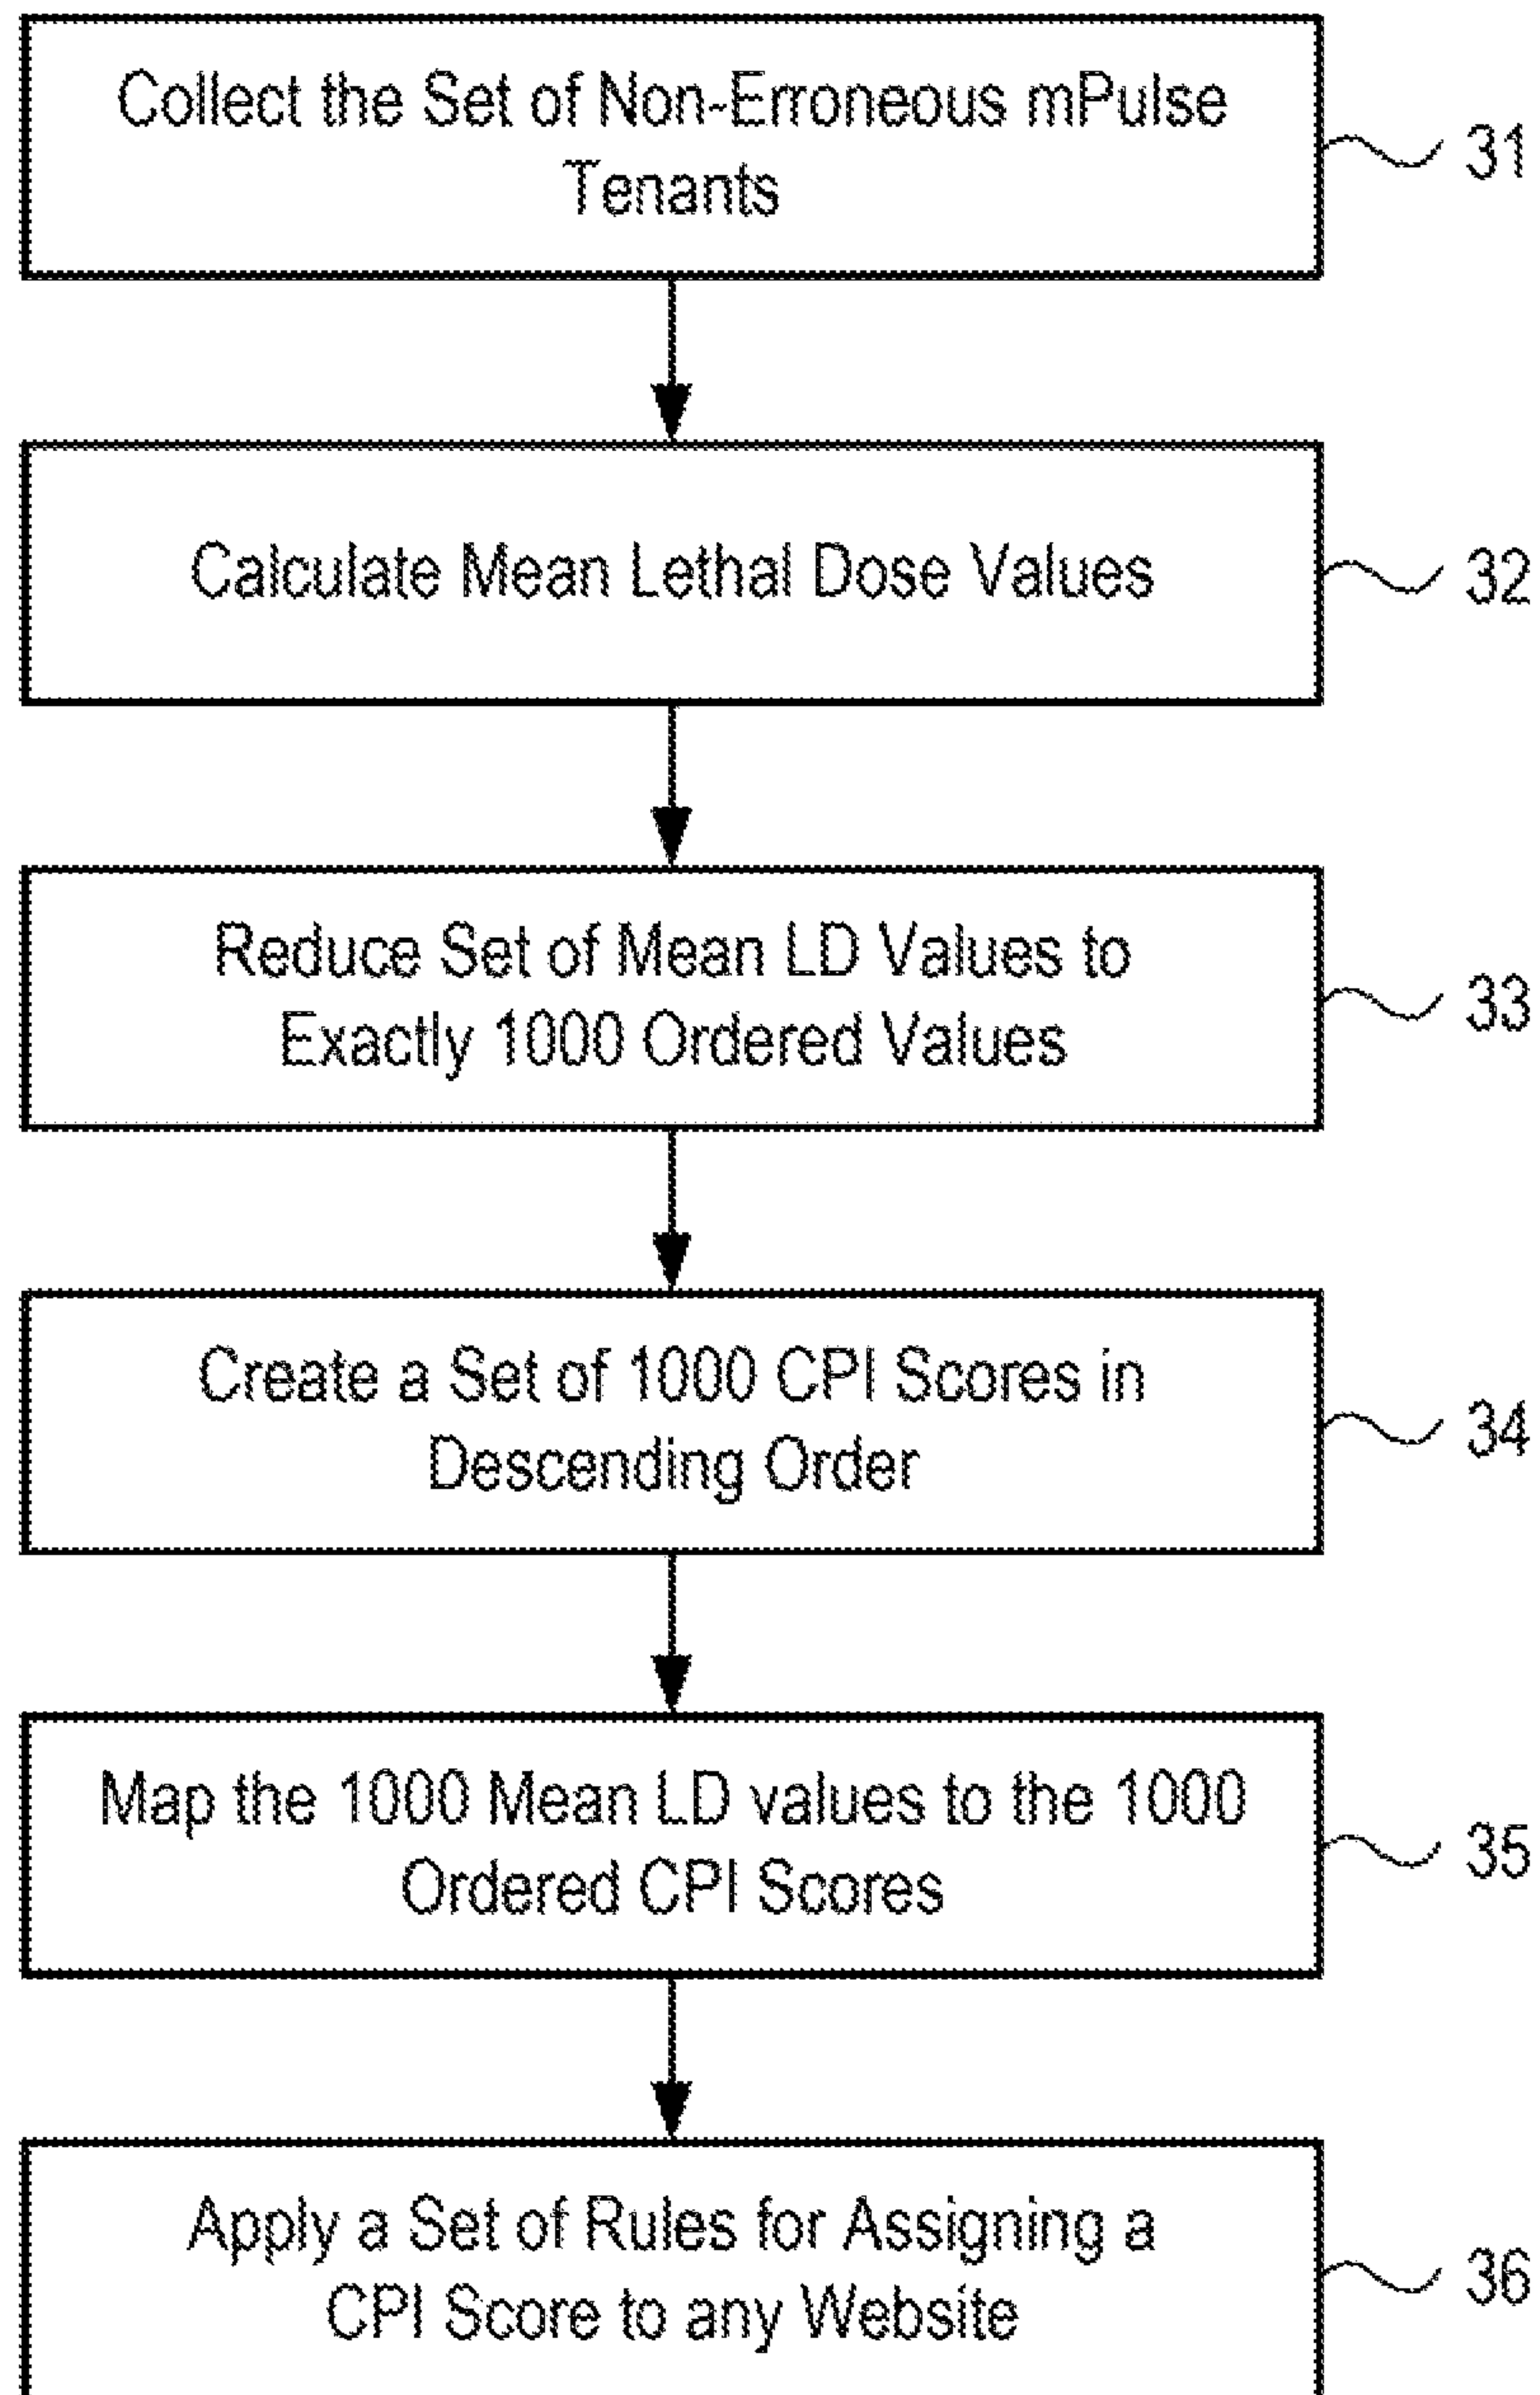 Collect the Set of Non-Erroneous mPulse
Tenants
31
Calculate Mean Lethal Dose Values
32
Reduce Set of Mean LD Values to
Exactly 1000 Ordered Values
33
Create a Set of 1000 CPI Scores in
Descending Order
34
Map the 1000 Mean LD values to the 1000
Ordered CPI Scores
35
Apply a Set of Rules for Assigning a
CPI Score to any Website
36